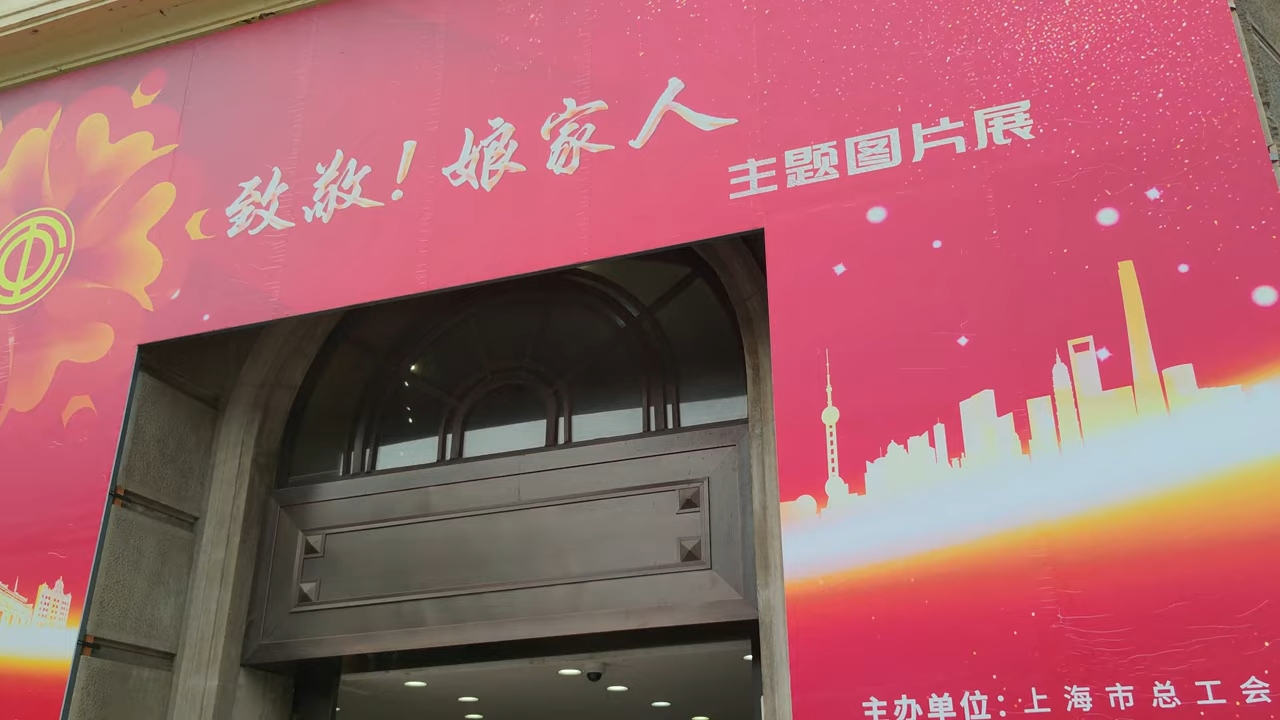 致敬！娘家人
主题图片展
主办单位：上海市总工会